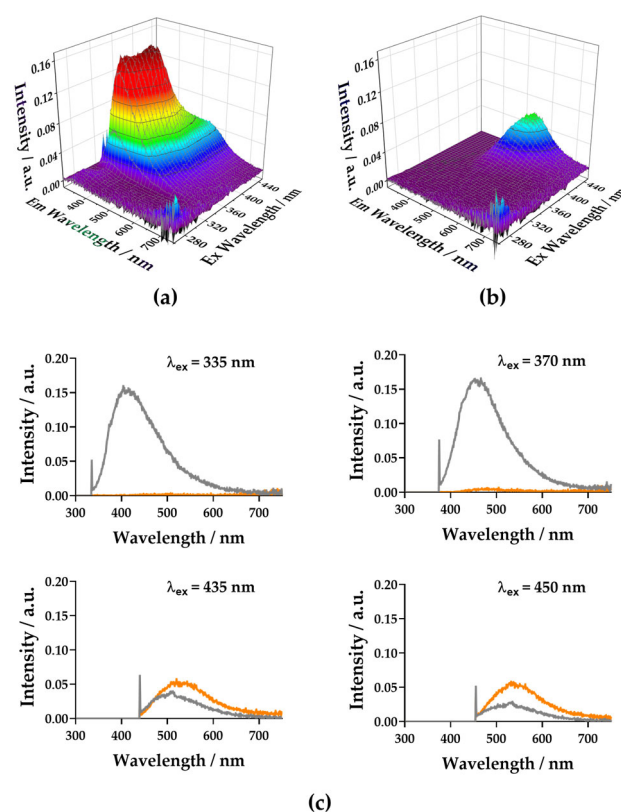 0.16
0.12
0.08
0.04
0.00
Intensity / a.u.
400
500
600
700
Em Wavelength / nm
280
320
360
400
440
Ex Wavelength / nm
(a)
0.16
0.12
0.08
0.04
0.00
Intensity / a.u.
400
500
600
700
Em Wavelength / nm
280
320
360
400
440
Ex Wavelength / nm
(b)
λex = 335 nm
0.20
0.15
0.10
0.05
0.00
Intensity / a.u.
300 400 500 600 700
Wavelength / nm
λex = 370 nm
0.20
0.15
0.10
0.05
0.00
Intensity / a.u.
300 400 500 600 700
Wavelength / nm
λex = 435 nm
0.20
0.15
0.10
0.05
0.00
Intensity / a.u.
300 400 500 600 700
Wavelength / nm
λex = 450 nm
0.20
0.15
0.10
0.05
0.00
Intensity / a.u.
300 400 500 600 700
Wavelength / nm
(c)